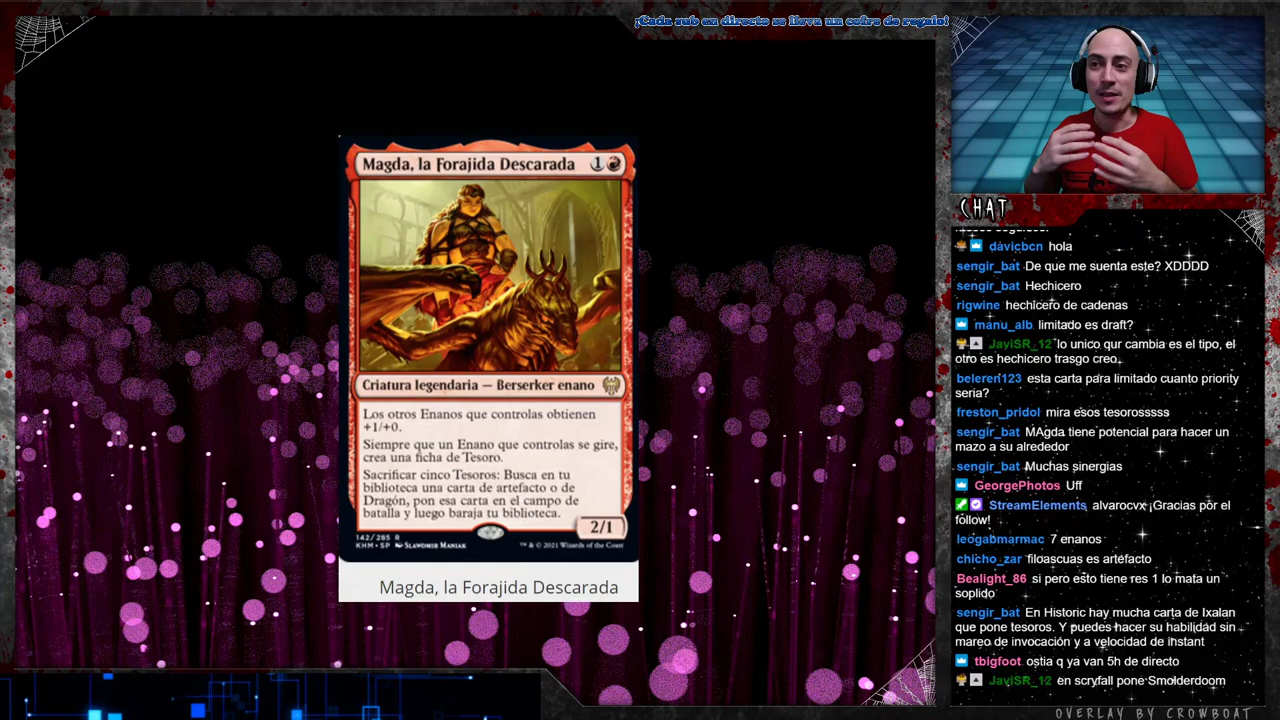 ¡Cada sub en directo se lleva un cofre de regalo!
Magda, la Forajida Descarada 1
Criatura legendaria — Berserker enano
Los otros Enanos que controlas obtienen
+1/+0.
Siempre que un Enano que controlas se gire,
crea una ficha de Tesoro.
Sacrificar cinco Tesoros: Busca en tu
biblioteca una carta de artefacto o de
Dragón, pon esa carta en el campo de
batalla y luego baraja tu biblioteca.
2/1
142/285 R
KHM • SP SLAWOMIR MANIAK
™ & © 2021 Wizards of the Coast
Magda, la Forajida Descarada
CHAT
davicbcn hola
sengir_bat De que me suena este? XDDDD
sengir_bat Hechicero
rigwine hechicero de cadenas
manu_alb limitado es draft?
JaviSR_12 lo unico qur cambia es el tipo, el
otro es hechicero trasgo creo
beleren123 esta carta para limitado cuanto priority
seria?
freston_pridol mira esos tesorosssss
sengir_bat MAgda tiene potencial para hacer un
mazo a su alrededor
sengir_bat Muchas sinergias
GeorgePhotos Uff
StreamElements alvarocvx ¡Gracias por el
follow!
leogabmarmac 7 enanos
chicho_zar filoascuas es artefacto
Bealight_86 si pero esto tiene res 1 lo mata un
soplido
sengir_bat En Historic hay mucha carta de Ixalan
que pone tesoros. Y puedes hacer su habilidad sin
mareo de invocación y a velocidad de instant
tbigfoot ostia q ya van 5h de directo
JaviSR_12 en scryfall pone Smolderdoom
OVERLAY BY CROWBOAT